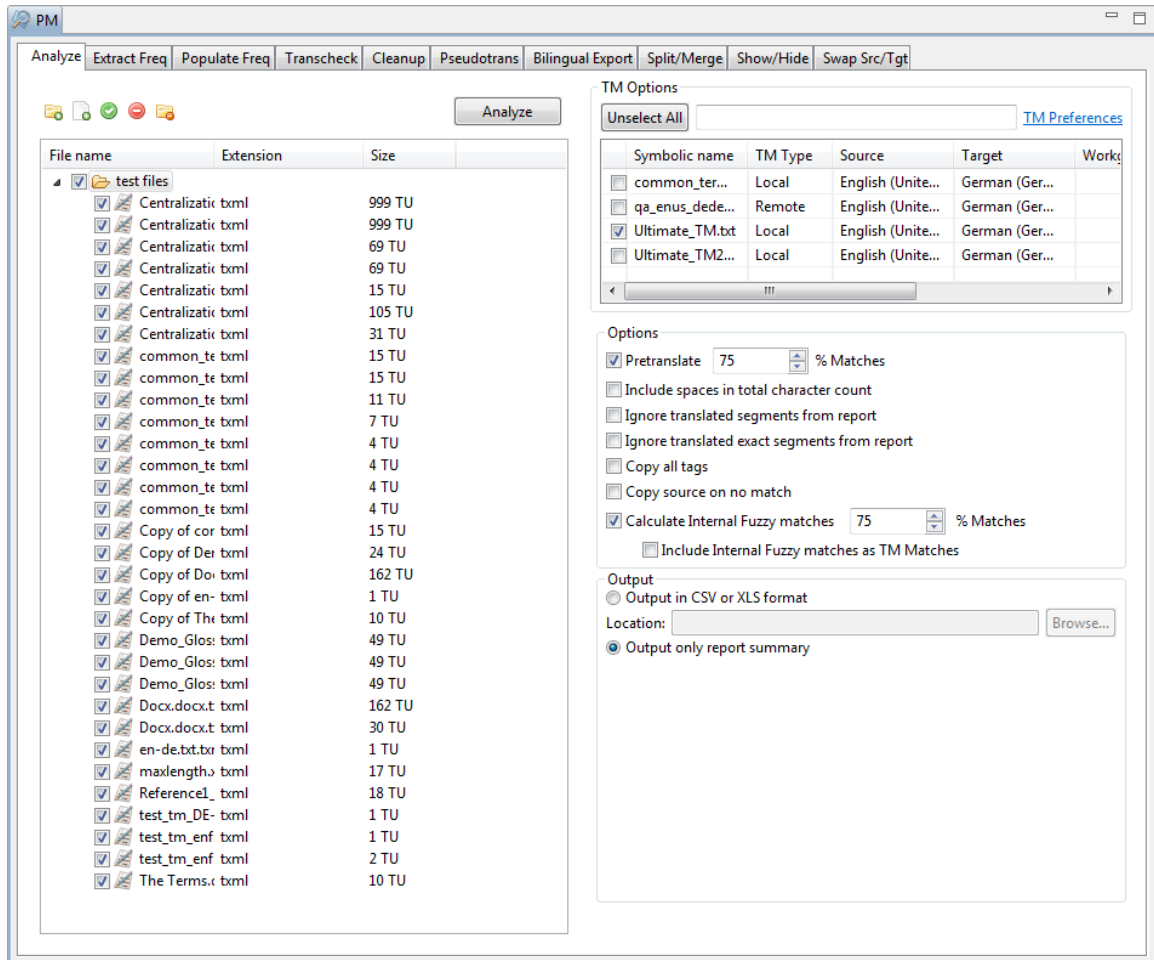 PM
Analyze Extract Freq Populate Freq Transcheck Cleanup Pseudotrans Bilingual Export Split/Merge Show/Hide Swap Src/Tgt
Analyze
File name Extension Size
test files
Centralizatic txml 999 TU
Centralizatic txml 999 TU
Centralizatic txml 69 TU
Centralizatic txml 69 TU
Centralizatic txml 15 TU
Centralizatic txml 105 TU
Centralizatic txml 31 TU
common_te txml 15 TU
common_te txml 15 TU
common_te txml 11 TU
common_te txml 7 TU
common_te txml 4 TU
common_te txml 4 TU
common_te txml 4 TU
common_te txml 4 TU
Copy of cor txml 15 TU
Copy of Der txml 24 TU
Copy of Do txml 162 TU
Copy of en- txml 1 TU
Copy of The txml 10 TU
Demo_Glos: txml 49 TU
Demo_Glos: txml 49 TU
Demo_Glos: txml 49 TU
Docx.docx.t txml 162 TU
Docx.docx.t txml 30 TU
en-de.txt.txr txml 1 TU
maxlength.> txml 17 TU
Reference1_ txml 18 TU
test_tm_DE- txml 1 TU
test_tm_enf txml 1 TU
test_tm_enf txml 2 TU
The Terms.c txml 10 TU
TM Options
Unselect All TM Preferences
Symbolic name TM Type Source Target Workg
common_ter... Local English (Unite... German (Ger...
qa_enus_dede... Remote English (Unite... German (Ger...
Ultimate_TM.txt Local English (Unite... German (Ger...
Ultimate_TM2... Local English (Unite... German (Ger...
Options
Pretranslate 75 % Matches
Include spaces in total character count
Ignore translated segments from report
Ignore translated exact segments from report
Copy all tags
Copy source on no match
Calculate Internal Fuzzy matches 75 % Matches
Include Internal Fuzzy matches as TM Matches
Output
Output in CSV or XLS format
Location: Browse...
Output only report summary